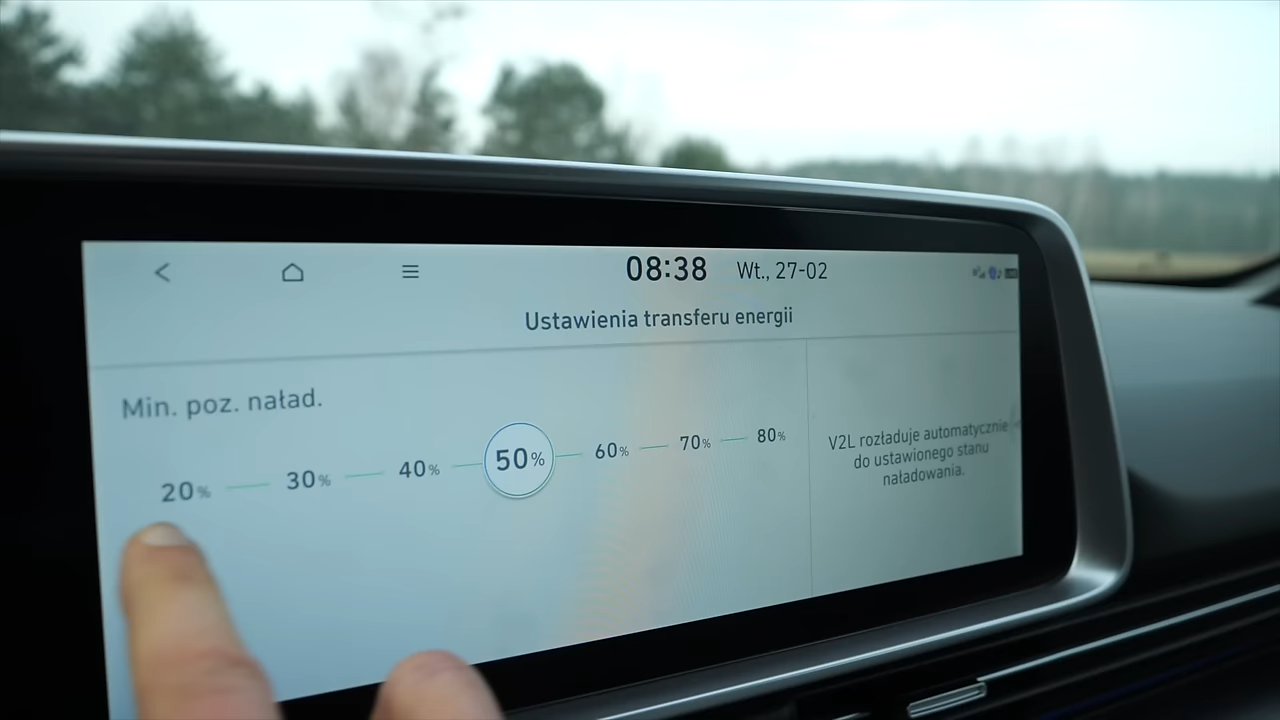 08:38 Wt., 27-02
Ustawienia transferu energii
Min. poz. naład.
20% 30% 40% 50% 60% 70% 80%
V2L rozładuje automatycznie
do ustawionego stanu
naładowania.